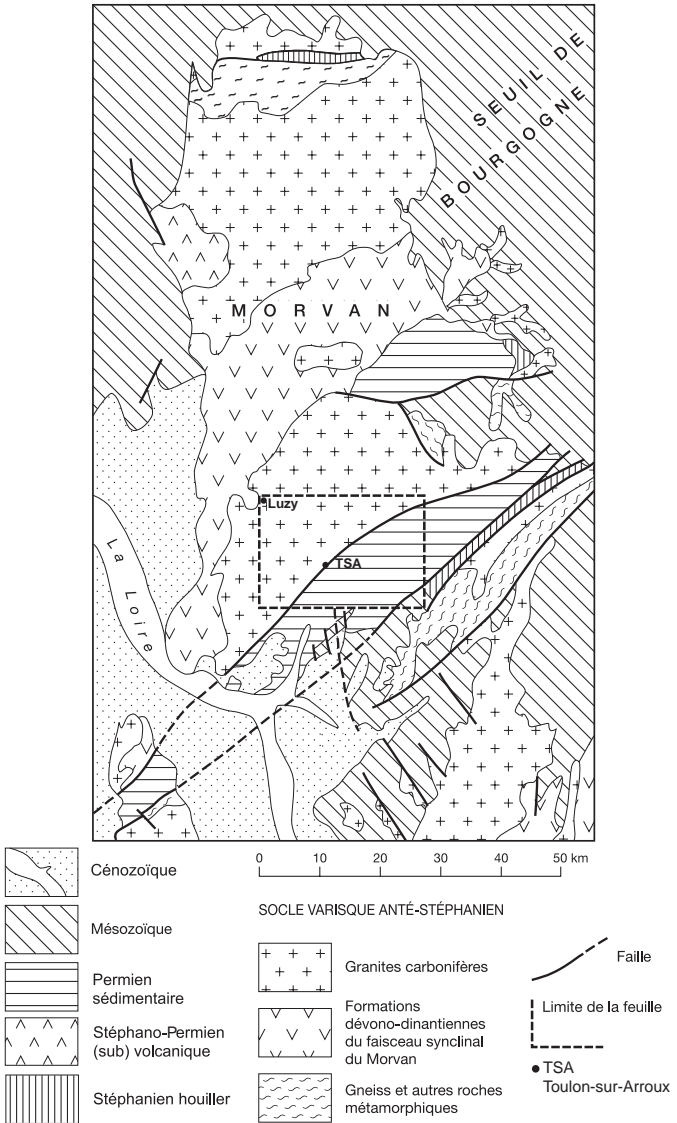 SEUIL DE
BOURGOGNE
MORVAN
Luzy
TSA
La Loire
0 10 20 30 40 50 km
Cénozoïque
Mésozoïque
Permien
sédimentaire
Stéphano-Permien
(sub) volcanique
Stéphanien houiller
SOCLE VARISQUE ANTÉ-STÉPHANIEN
Granites carbonifères
Formations
dévono-dinantiennes
du faisceau synclinal
du Morvan
Gneiss et autres roches
métamorphiques
Faille
Limite de la feuille
TSA
Toulon-sur-Arroux